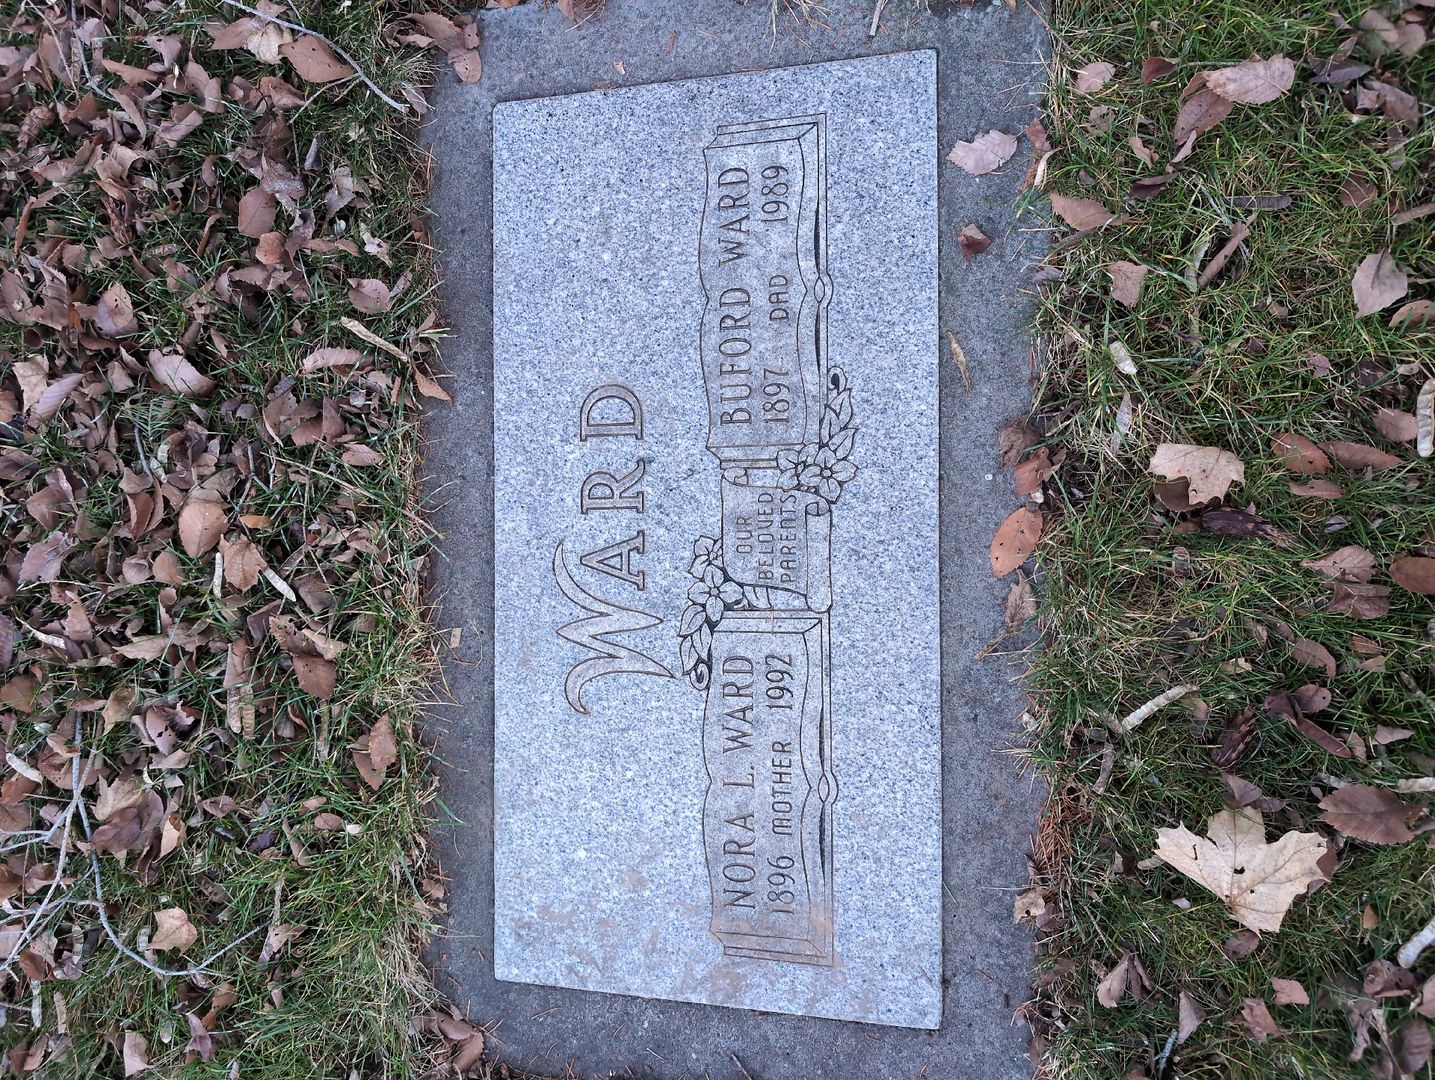 WARD
NORA L. WARD
1896 MOTHER 1992
OUR
BELOVED
PARENTS
BUFORD WARD
1897 DAD 1989